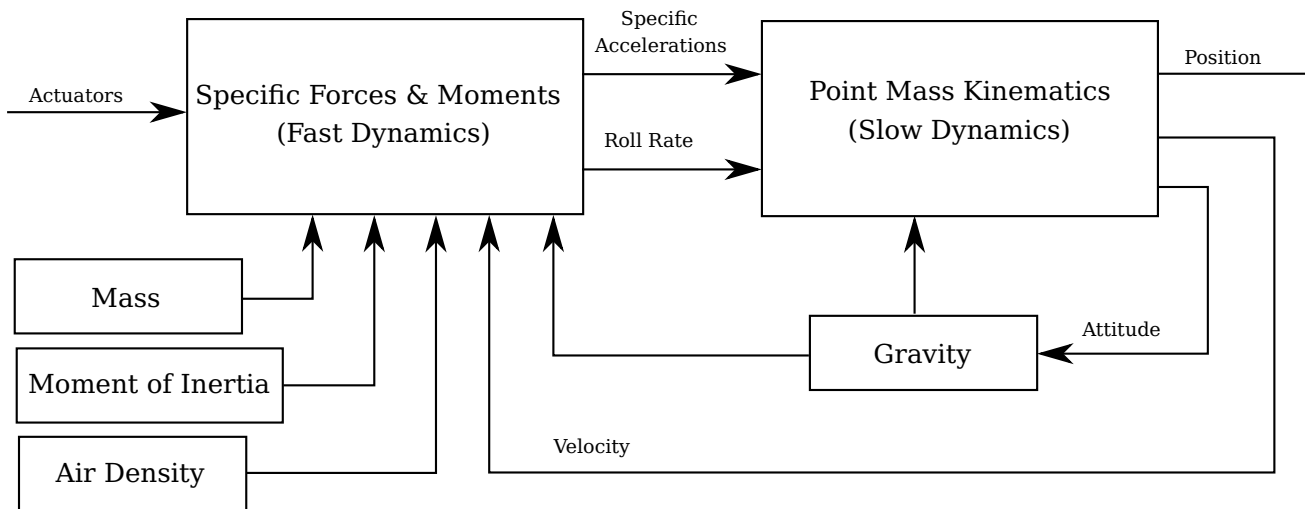 Actuators
Specific Forces & Moments
(Fast Dynamics)
Specific
Accelerations
Roll Rate
Point Mass Kinematics
(Slow Dynamics)
Position
Mass
Moment of Inertia
Air Density
Gravity
Attitude
Velocity